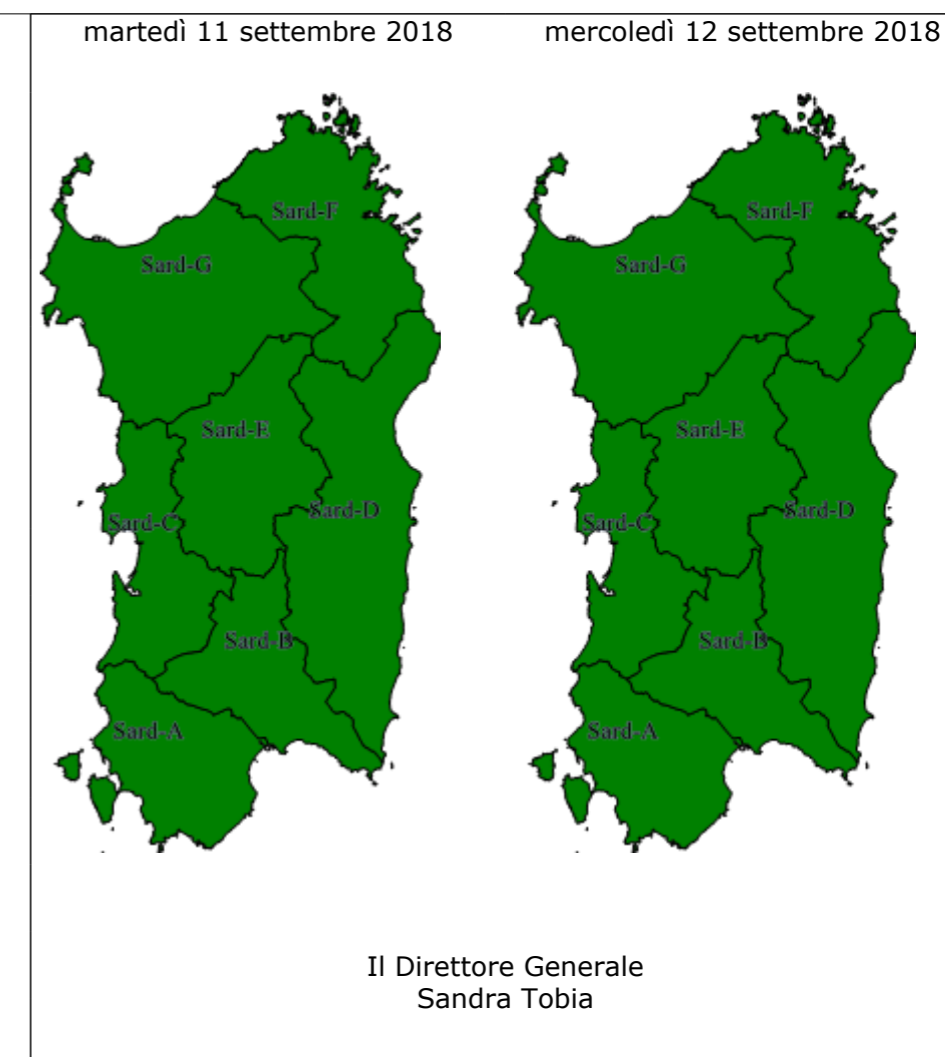 martedì 11 settembre 2018
mercoledì 12 settembre 2018
Sard-F
Sard-G
Sard-E
Sard-D
Sard-C
Sard-B
Sard-A
Sard-F
Sard-G
Sard-E
Sard-D
Sard-C
Sard-B
Sard-A
Il Direttore Generale
Sandra Tobia